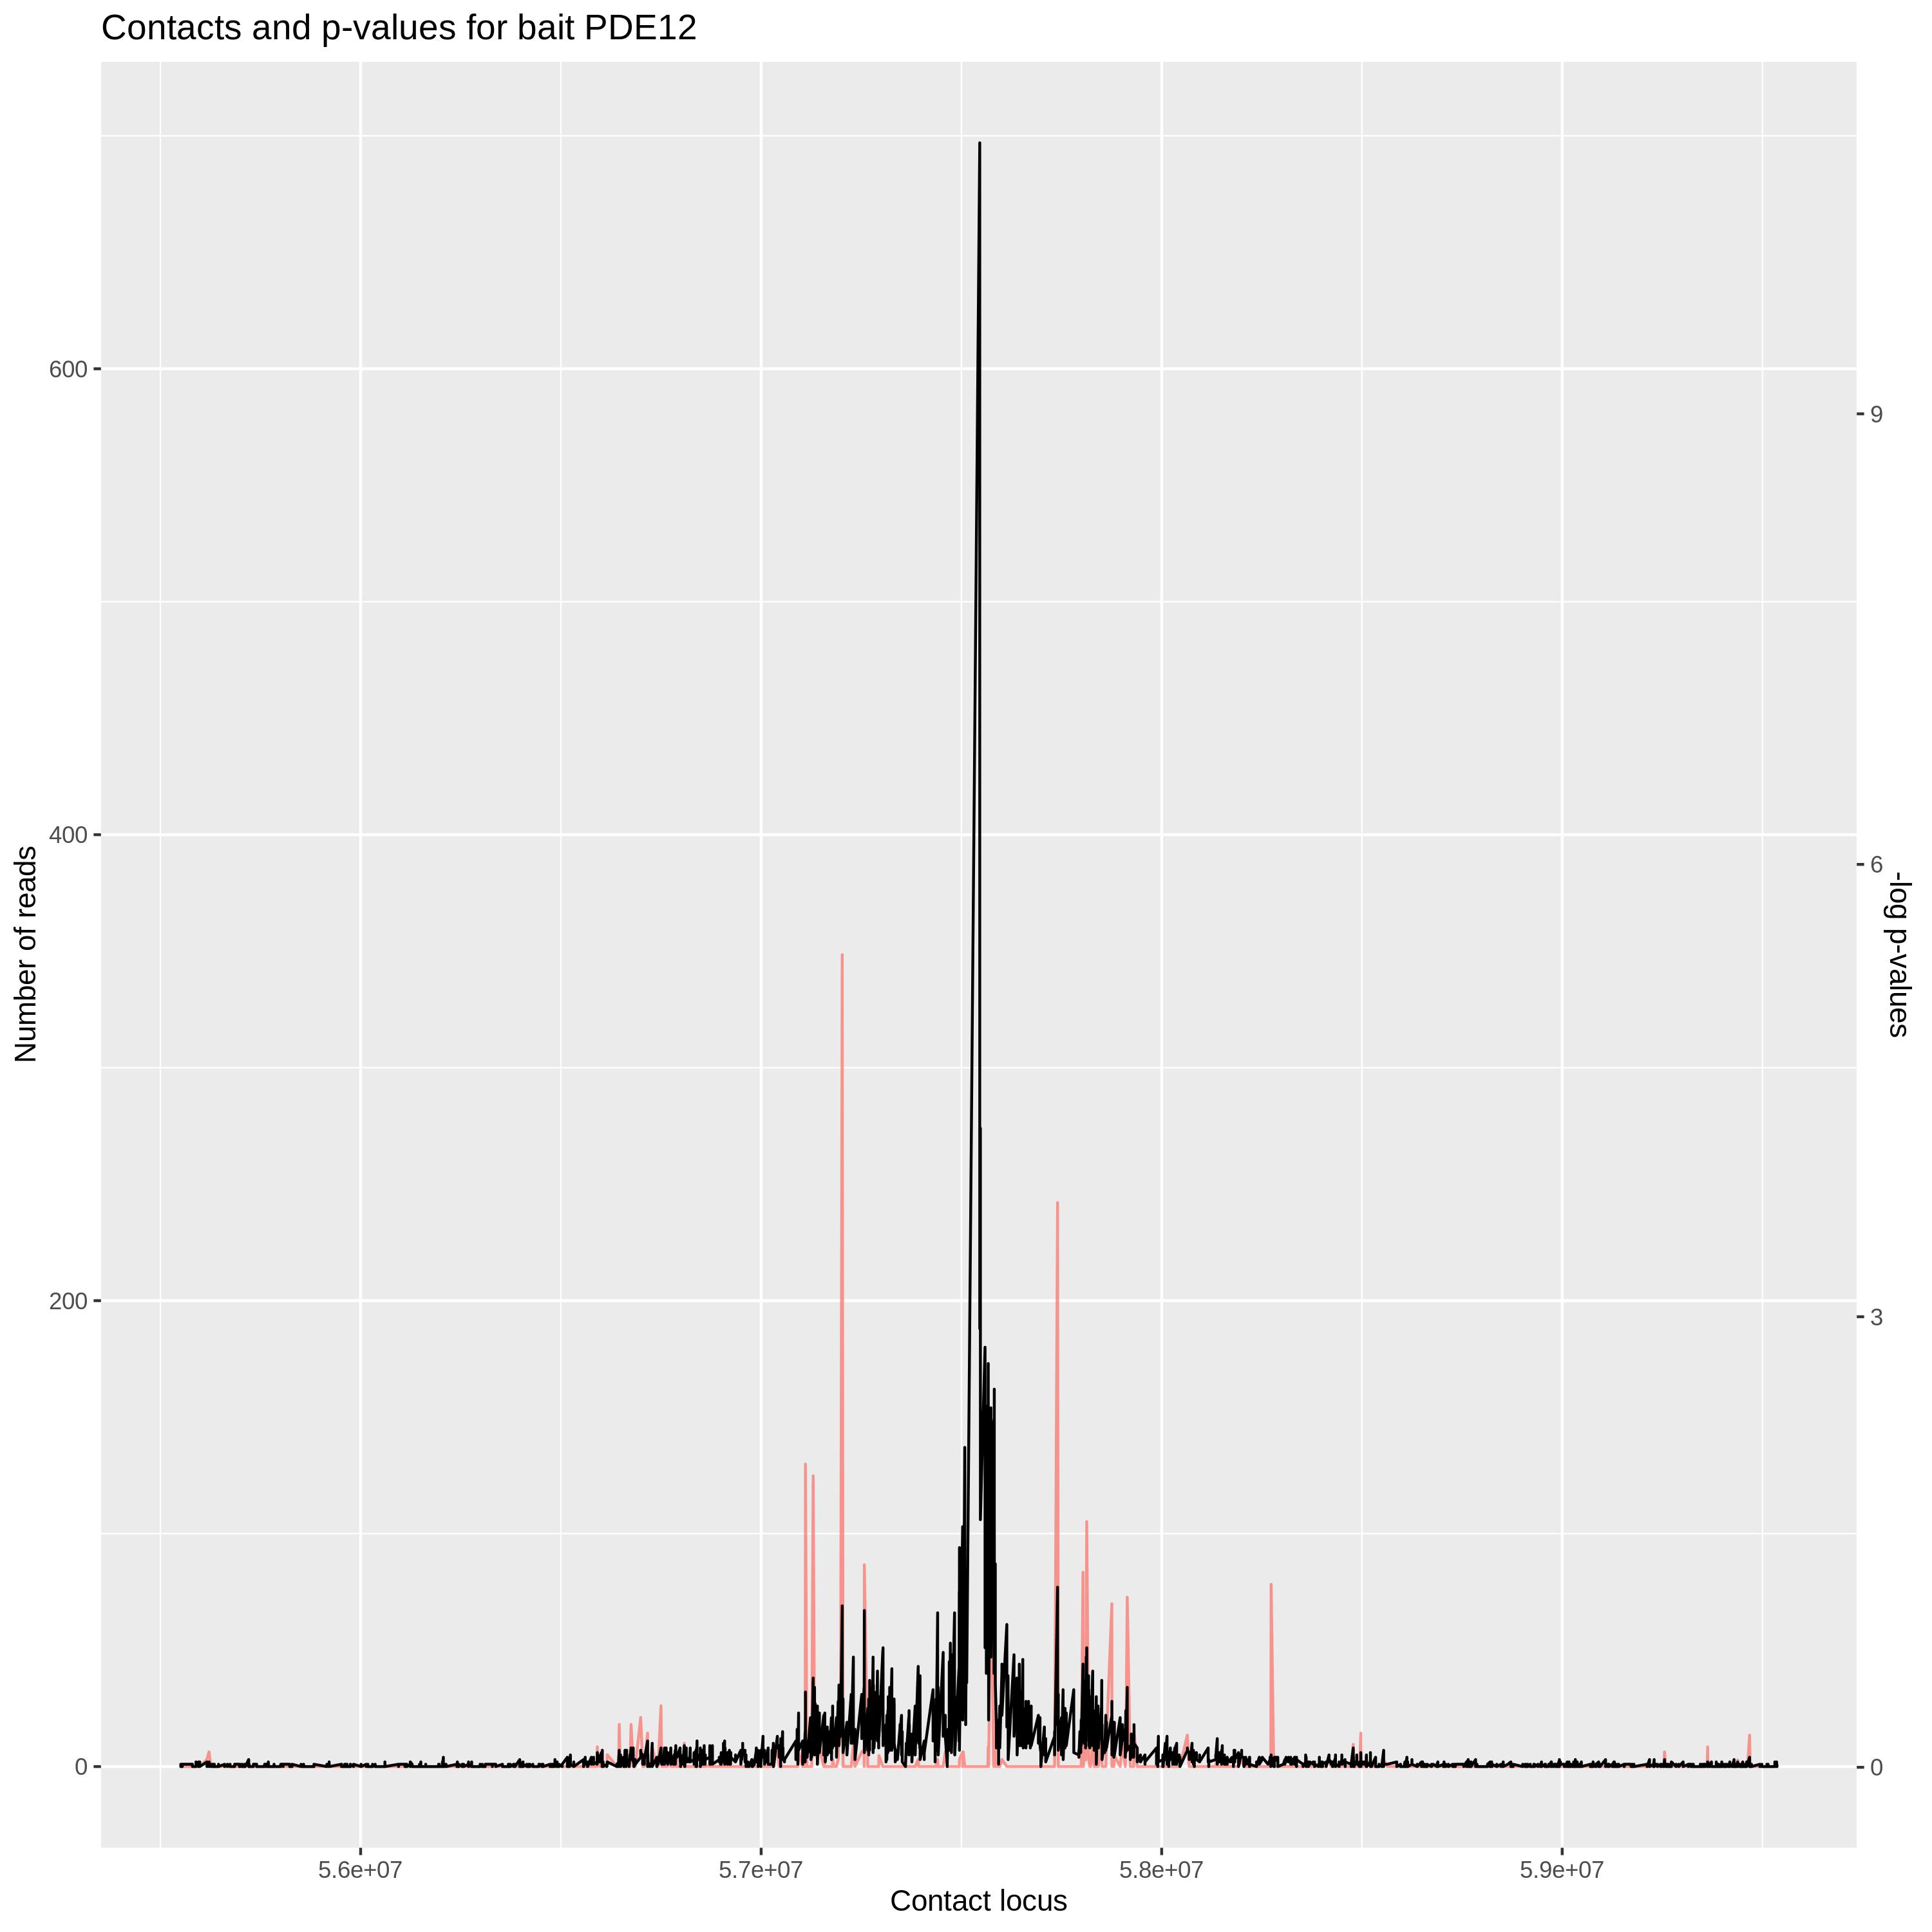 Contacts and p-values for bait PDE12
600
400
200
0
9
6
3
0
Number of reads
-log p-values
5.6e+07
5.7e+07
5.8e+07
5.9e+07
Contact locus